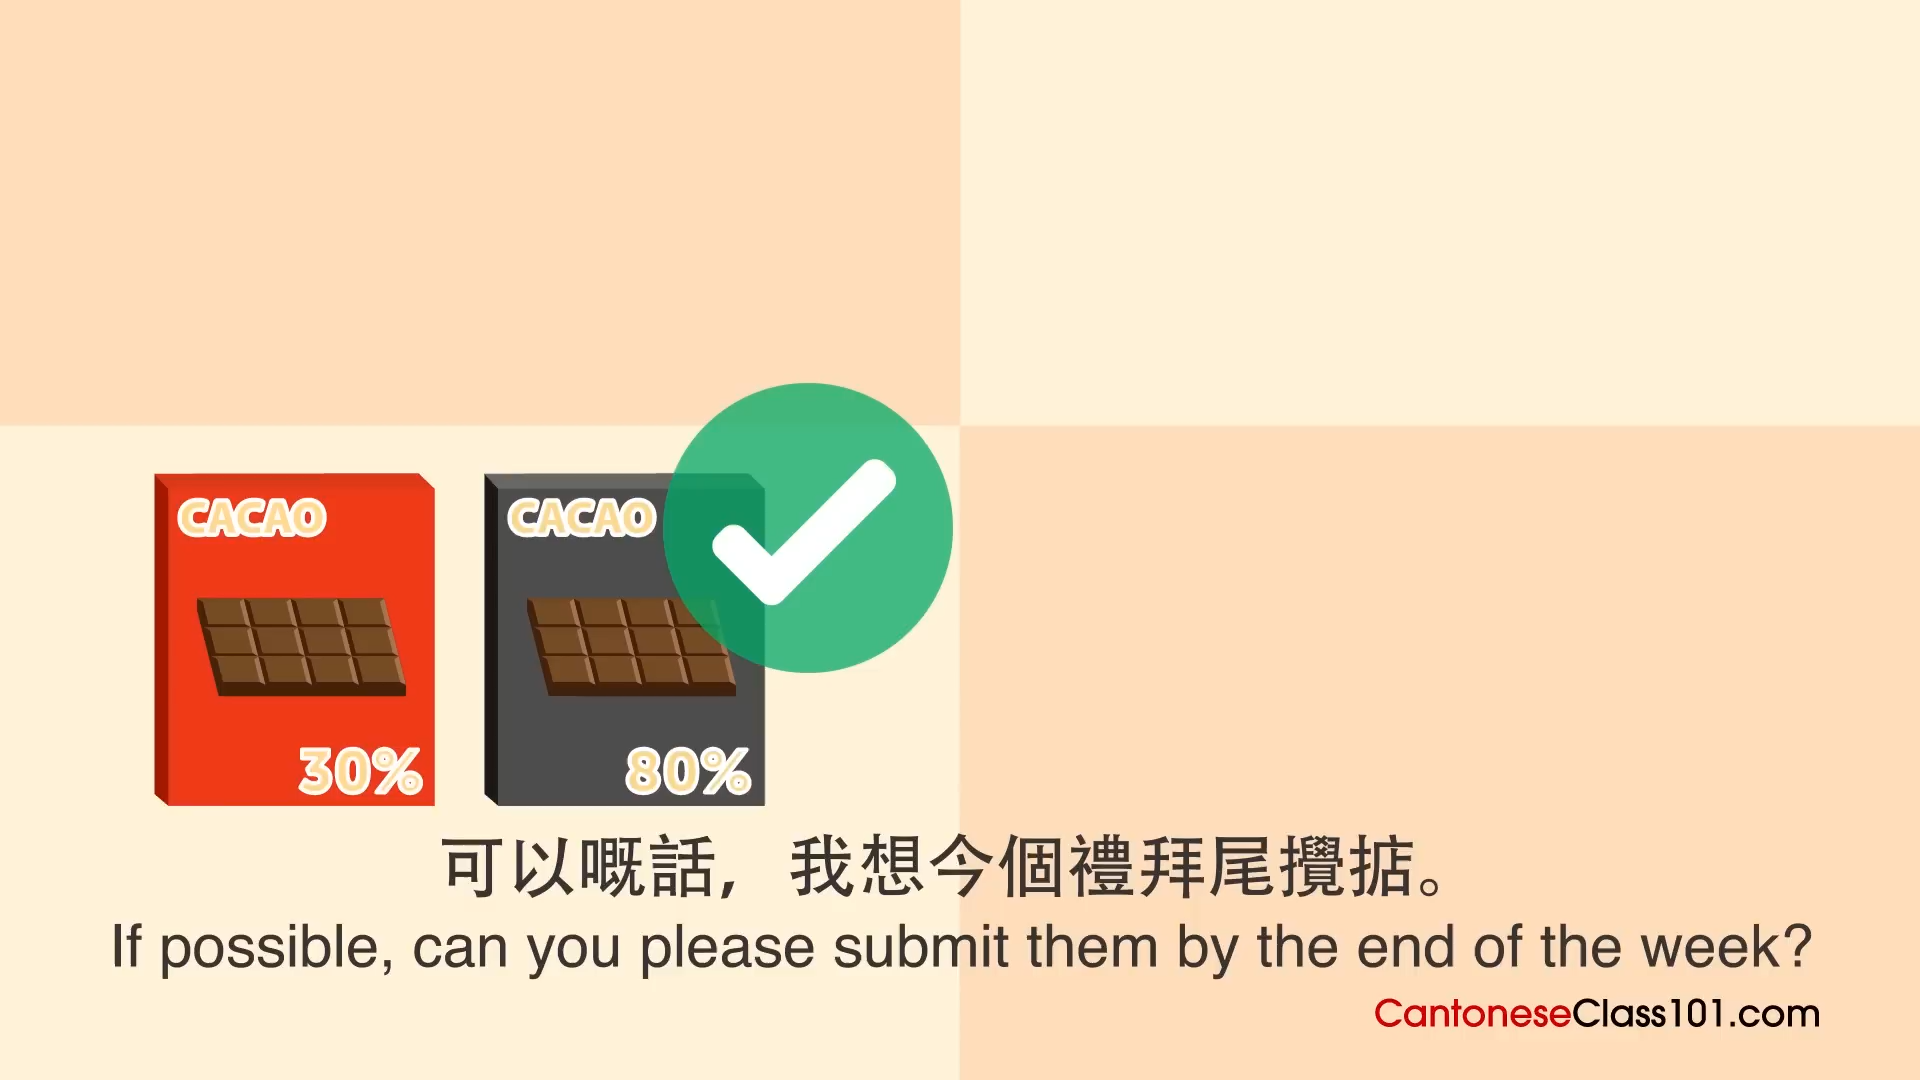 CACAO
30%
CACAO
80%
可以嘅話，我想今個禮拜尾攪掂。
If possible, can you please submit them by the end of the week?
CantoneseClass101.com